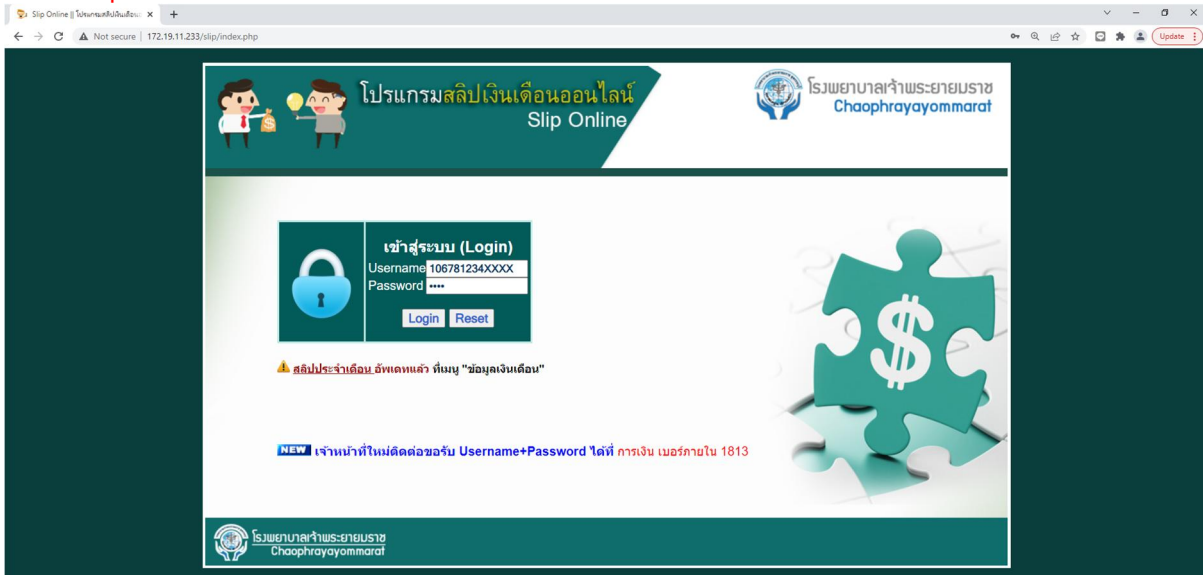 Slip Online || โปรแกรมสลิปเงินเดือน
Not secure | 172.19.11.233/slip/index.php
Update
โปรแกรมสลิปเงินเดือนออนไลน์
Slip Online
โรงพยาบาลเจ้าพระยายมราช
Chaophrayayommarat
เข้าสู่ระบบ (Login)
Username 106781234XXXX
Password ••••
Login Reset
$
สลิปประจำเดือน อัพเดทแล้ว ที่เมนู "ข้อมูลเงินเดือน"
NEW เจ้าหน้าที่ใหม่ติดต่อขอรับ Username+Password ได้ที่ การเงิน เบอร์ภายใน 1813
โรงพยาบาลเจ้าพระยายมราช
Chaophrayayommarat